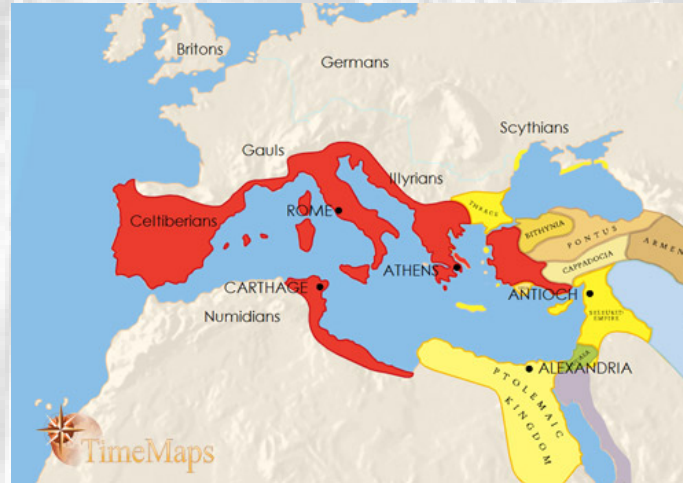 Britons
Germans
Scythians
Gauls
Illyrians
THRACE
Celtiberians
ROME
BITHYNIA
PONTUS
ARMEN
CAPPADOCIA
ATHENS
CARTHAGE
ANTIOCH
Numidians
EMPIRE
ALEXANDRIA
PTOLEMAIC
KINGDOM
TimeMaps